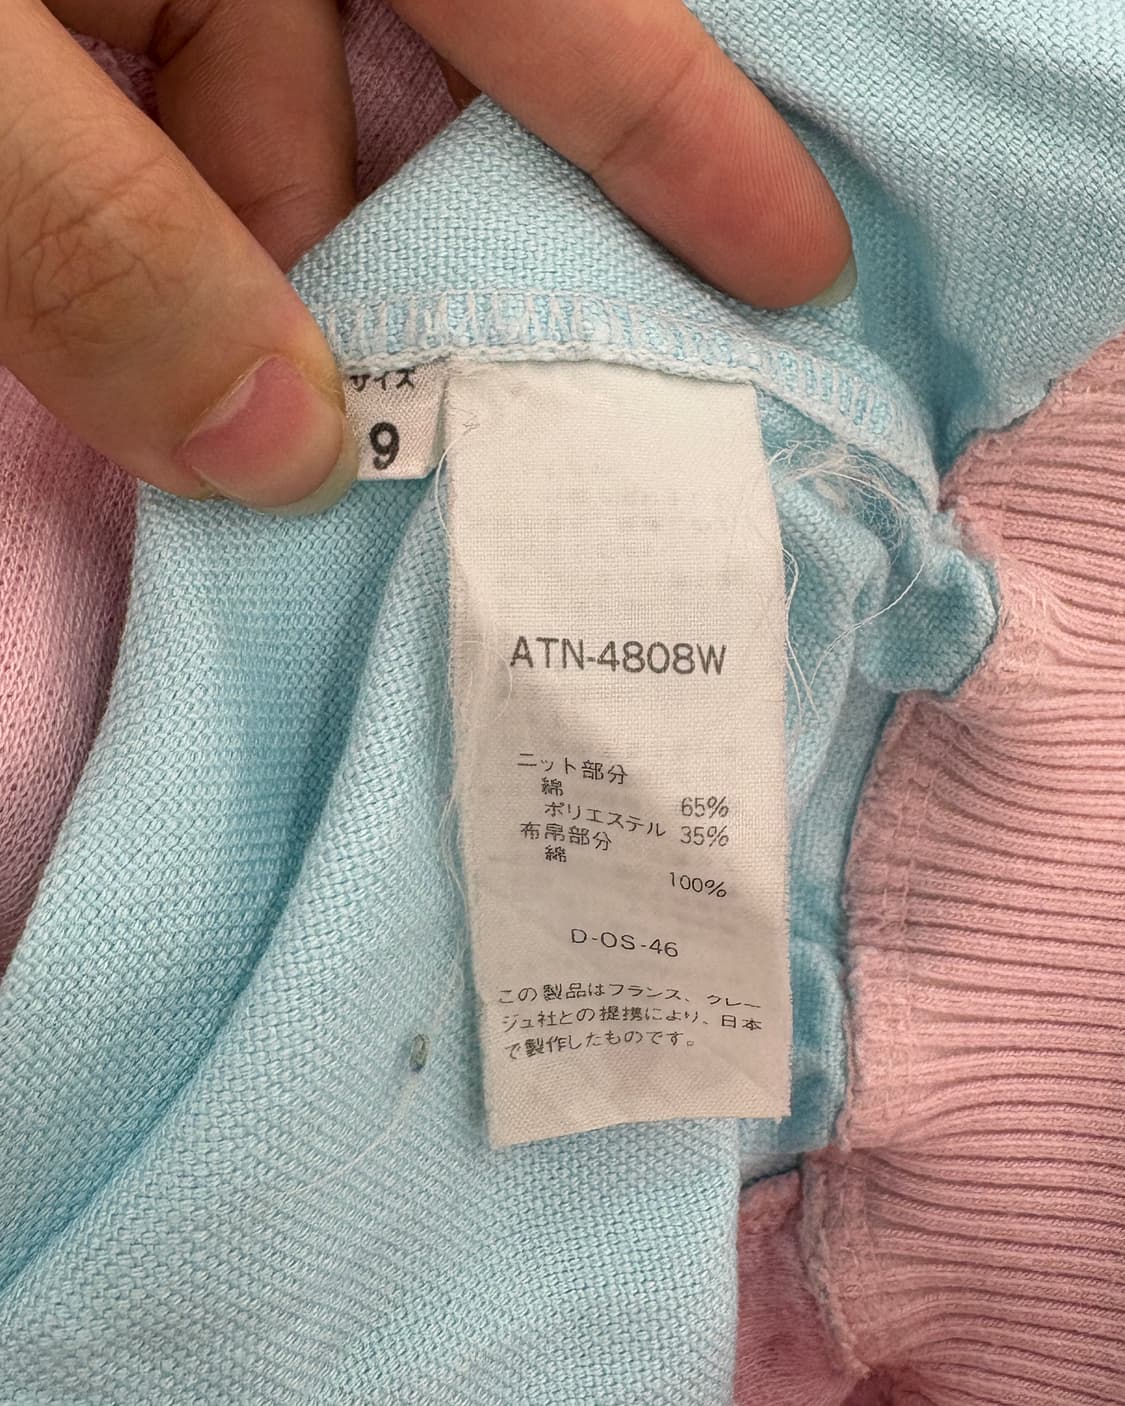 サイズ
9
ATN-4808W
ニット部分
綿 65%
ポリエステル 35%
布帛部分
綿 100%
D-OS-46
この製品はフランス、クレー
ジュ社との提携により、日本
で製作したものです。